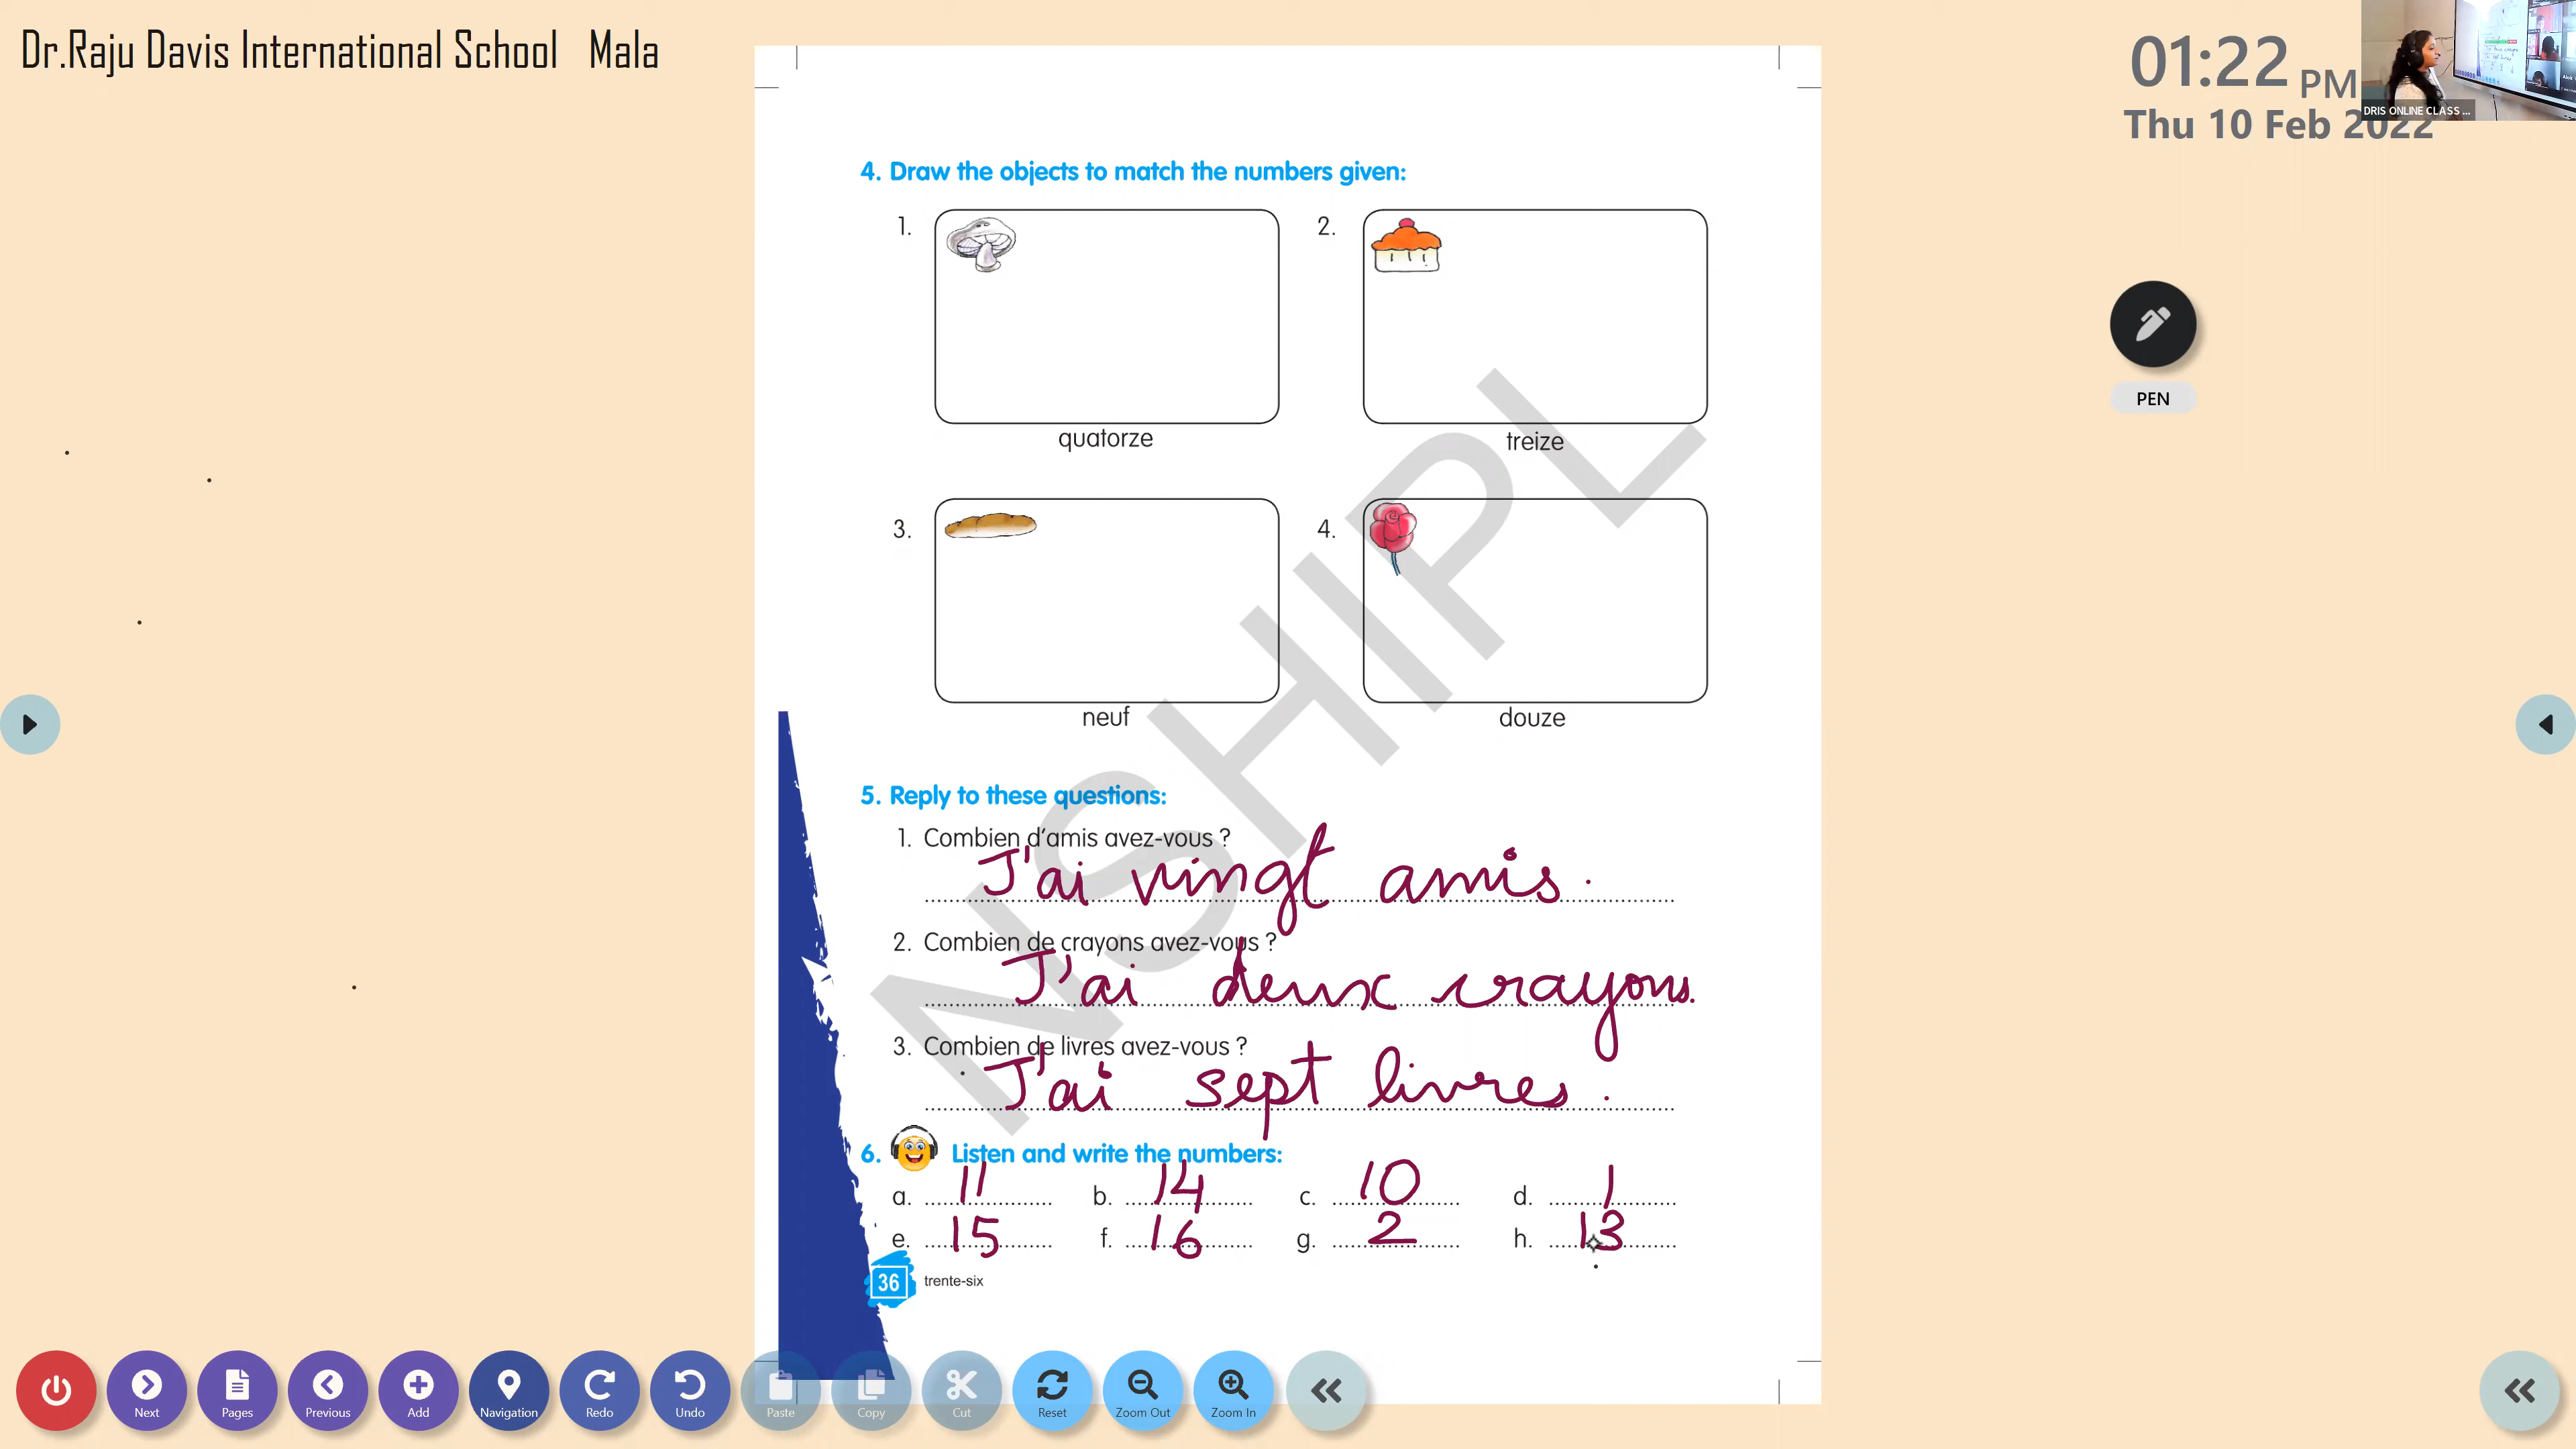 Dr.Raju Davis International School Mala
01:22 PM
Thu 10 Feb 2022
DRIS ONLINE CLASS ...
PEN
4. Draw the objects to match the numbers given:
1.
2.
quatorze
treize
3.
4.
neuf
douze
NSHIPL
5. Reply to these questions:
1. Combien d'amis avez-vous ?
J'ai vingt amis.
2. Combien de crayons avez-vous ?
J'ai deux crayons.
3. Combien de livres avez-vous ?
J'ai sept livres.
6. Listen and write the numbers:
a. 11 b. 14 c. 10 d. 1
e. 15 f. 16 g. 2 h. 13
36 trente-six
Next Pages Previous Add Navigation Redo Undo Paste Copy Cut Reset Zoom Out Zoom In